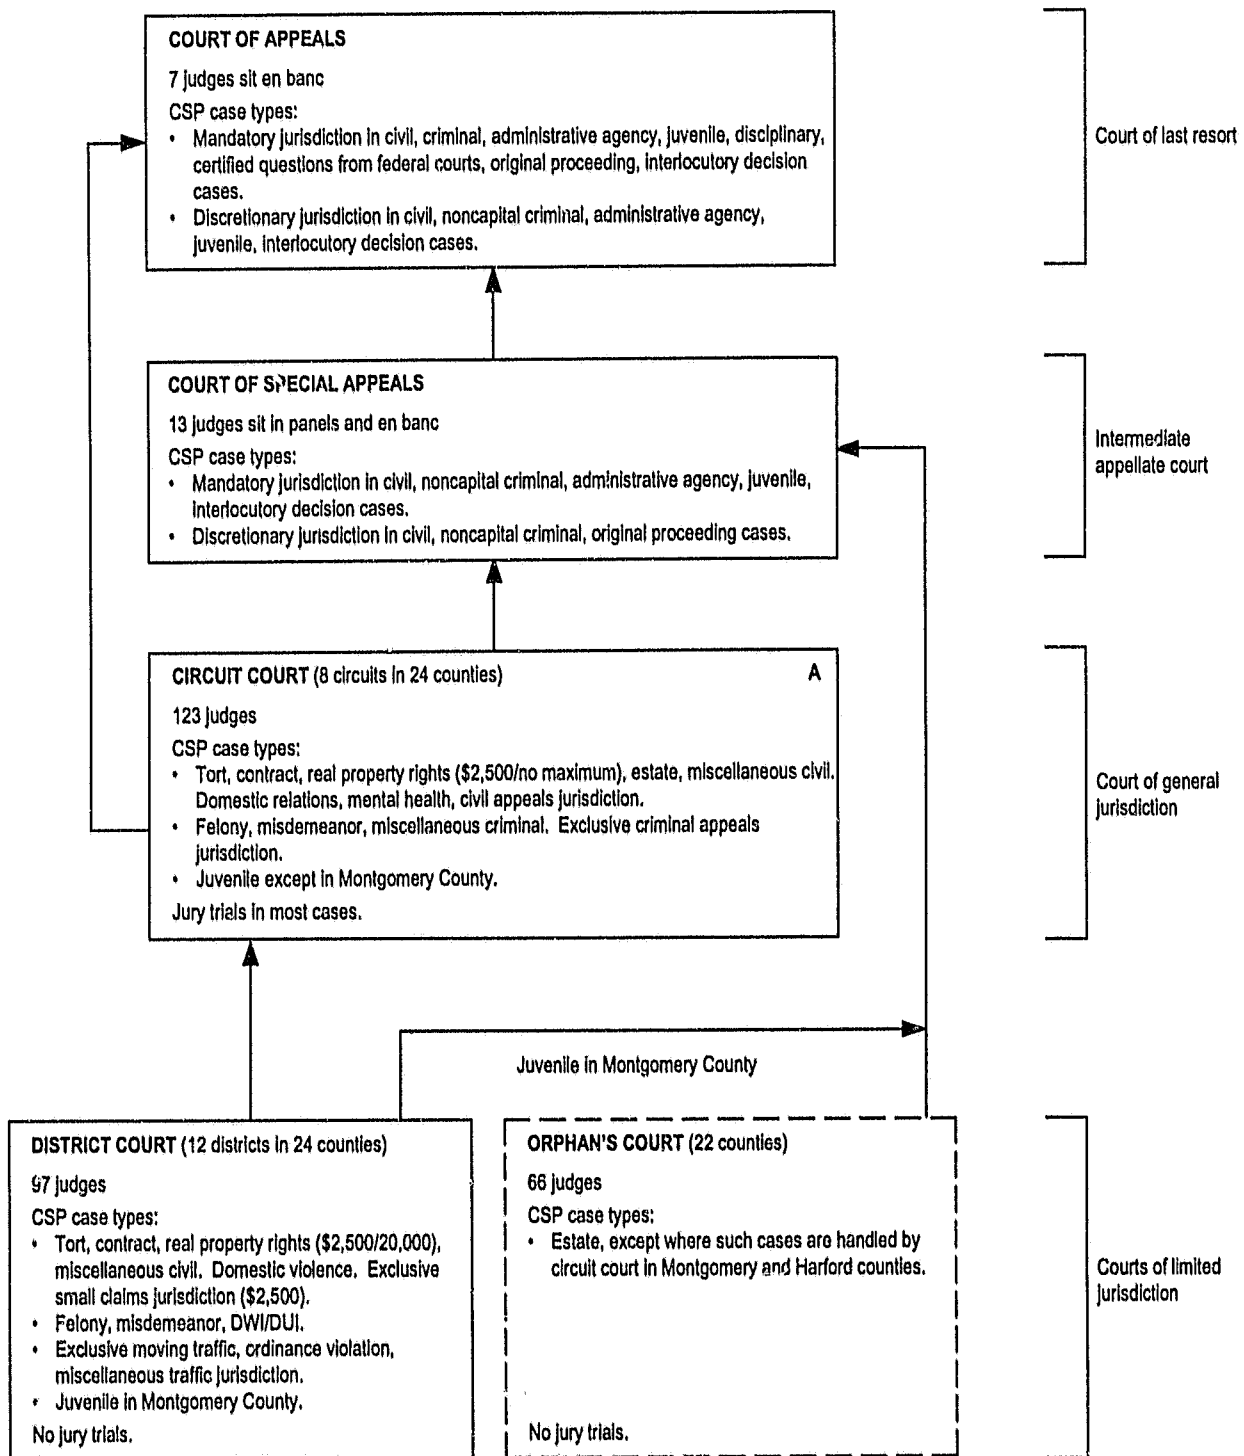 COURT OF APPEALS
7 judges sit en banc
CSP case types:
• Mandatory jurisdiction in civil, criminal, administrative agency, juvenile, disciplinary,
certified questions from federal courts, original proceeding, interlocutory decision
cases.
• Discretionary jurisdiction in civil, noncapital criminal, administrative agency,
juvenile, interlocutory decision cases.
Court of last resort
COURT OF SPECIAL APPEALS
13 judges sit in panels and en banc
CSP case types:
• Mandatory jurisdiction in civil, noncapital criminal, administrative agency, juvenile,
interlocutory decision cases.
• Discretionary jurisdiction in civil, noncapital criminal, original proceeding cases.
Intermediate
appellate court
CIRCUIT COURT (8 circuits in 24 counties) A
123 judges
CSP case types:
• Tort, contract, real property rights ($2,500/no maximum), estate, miscellaneous civil.
Domestic relations, mental health, civil appeals jurisdiction.
• Felony, misdemeanor, miscellaneous criminal. Exclusive criminal appeals
jurisdiction.
• Juvenile except in Montgomery County.
Jury trials in most cases.
Court of general
jurisdiction
Juvenile in Montgomery County
DISTRICT COURT (12 districts in 24 counties)
97 judges
CSP case types:
• Tort, contract, real property rights ($2,500/20,000),
miscellaneous civil. Domestic violence. Exclusive
small claims jurisdiction ($2,500).
• Felony, misdemeanor, DWI/DUI.
• Exclusive moving traffic, ordinance violation,
miscellaneous traffic jurisdiction.
• Juvenile in Montgomery County.
No jury trials.
ORPHAN'S COURT (22 counties)
66 judges
CSP case types:
• Estate, except where such cases are handled by
circuit court in Montgomery and Harford counties.
No jury trials.
Courts of limited
jurisdiction